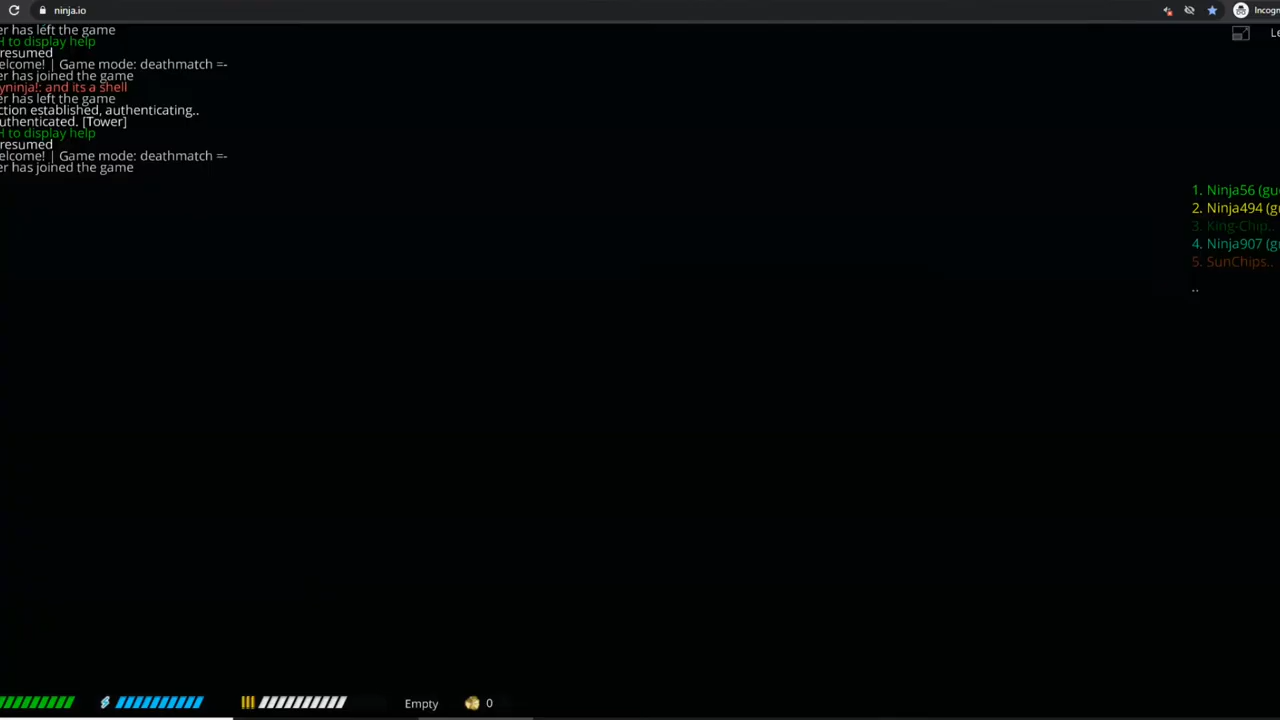 ninja.io
Incogn
er has left the game
H to display help
resumed
elcome! | Game mode: deathmatch =-
er has joined the game
yninja!: and its a shell
er has left the game
ction established, authenticating..
uthenticated. [Tower]
H to display help
resumed
elcome! | Game mode: deathmatch =-
er has joined the game
Le
1. Ninja56 (gue
2. Ninja494 (g
3. King-Chip..
4. Ninja907 (g
5. SunChips..
..
Empty
0